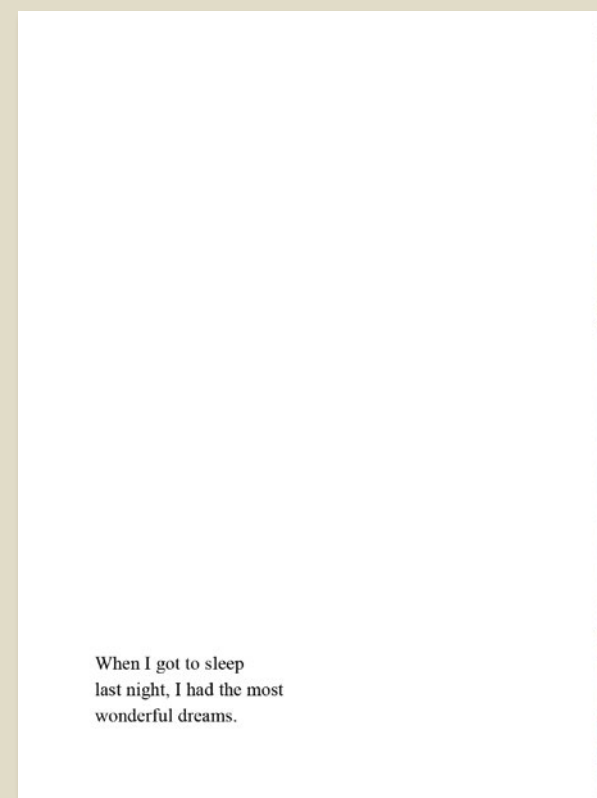 When I got to sleep
last night, I had the most
wonderful dreams.